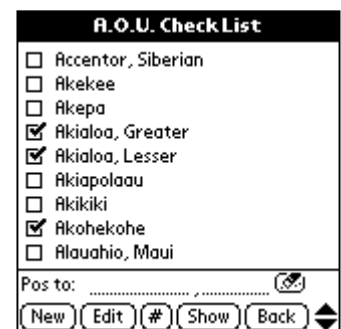 A.O.U. Check List
Accentor, Siberian
Akekee
Akepa
Akialoa, Greater
Akialoa, Lesser
Akiapolaau
Akikiki
Akohekohe
Alauahio, Maui
Pos to: ,
New Edit # Show Back